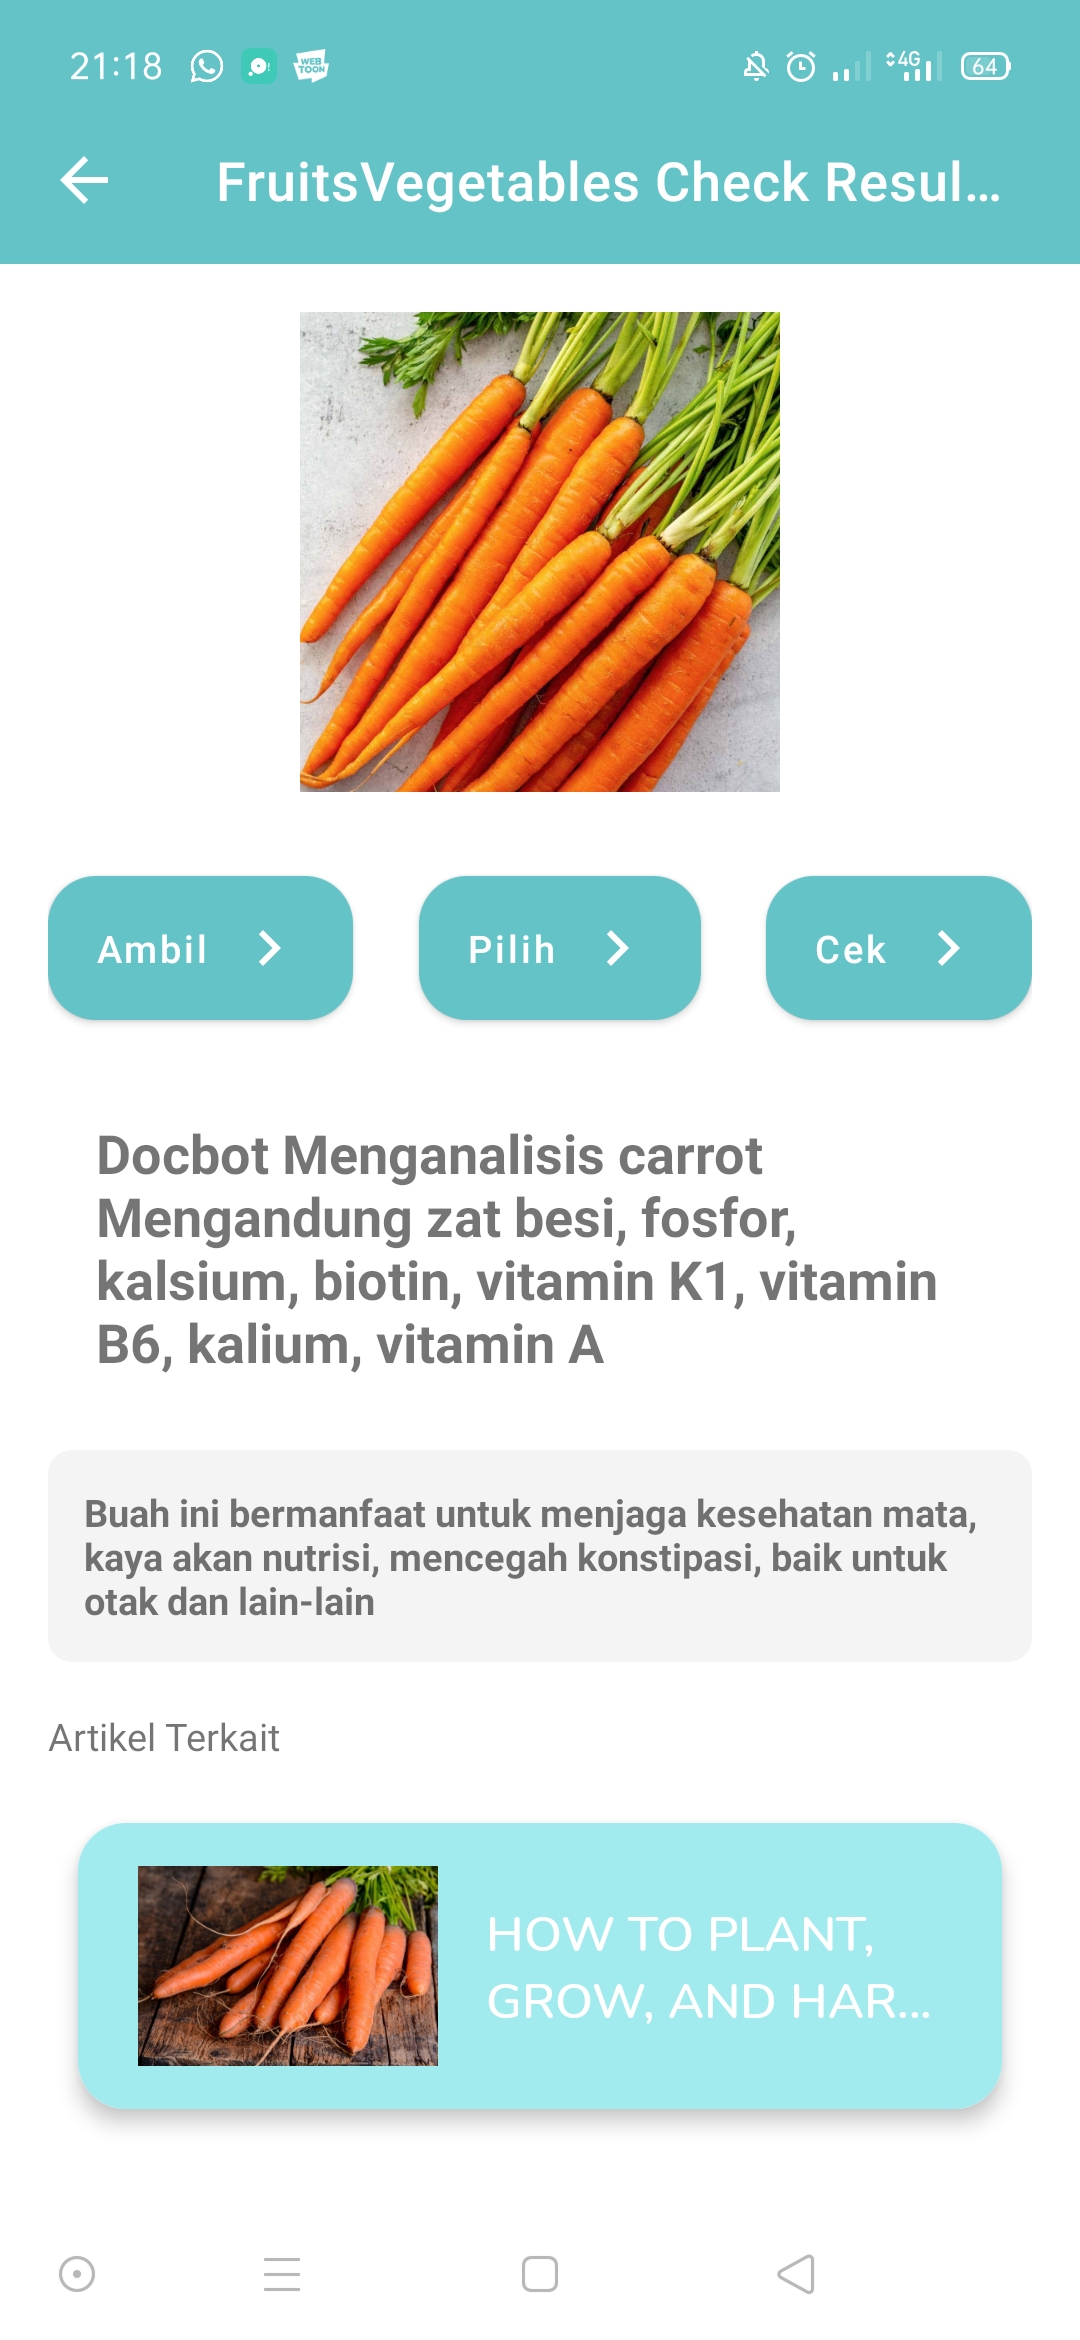 21:18
WEB
TOON
4G
64
FruitsVegetables Check Resul...
Ambil
Pilih
Cek
Docbot Menganalisis carrot
Mengandung zat besi, fosfor,
kalsium, biotin, vitamin K1, vitamin
B6, kalium, vitamin A
Buah ini bermanfaat untuk menjaga kesehatan mata,
kaya akan nutrisi, mencegah konstipasi, baik untuk
otak dan lain-lain
Artikel Terkait
HOW TO PLANT,
GROW, AND HAR...